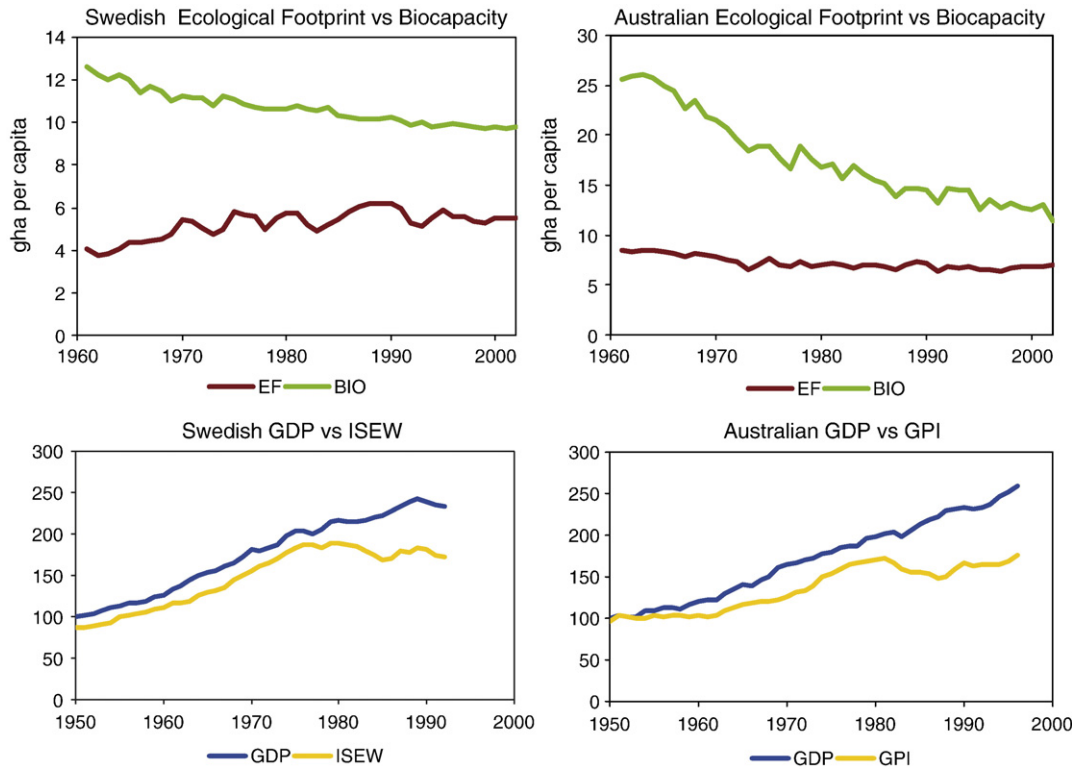 Swedish Ecological Footprint vs Biocapacity
14
12
10
8
6
4
2
0
gha per capita
1960 1970 1980 1990 2000
EF BIO
Australian Ecological Footprint vs Biocapacity
30
25
20
15
10
5
0
gha per capita
1960 1970 1980 1990 2000
EF BIO
Swedish GDP vs ISEW
300
250
200
150
100
50
0
1950 1960 1970 1980 1990 2000
GDP ISEW
Australian GDP vs GPI
300
250
200
150
100
50
0
1950 1960 1970 1980 1990 2000
GDP GPI